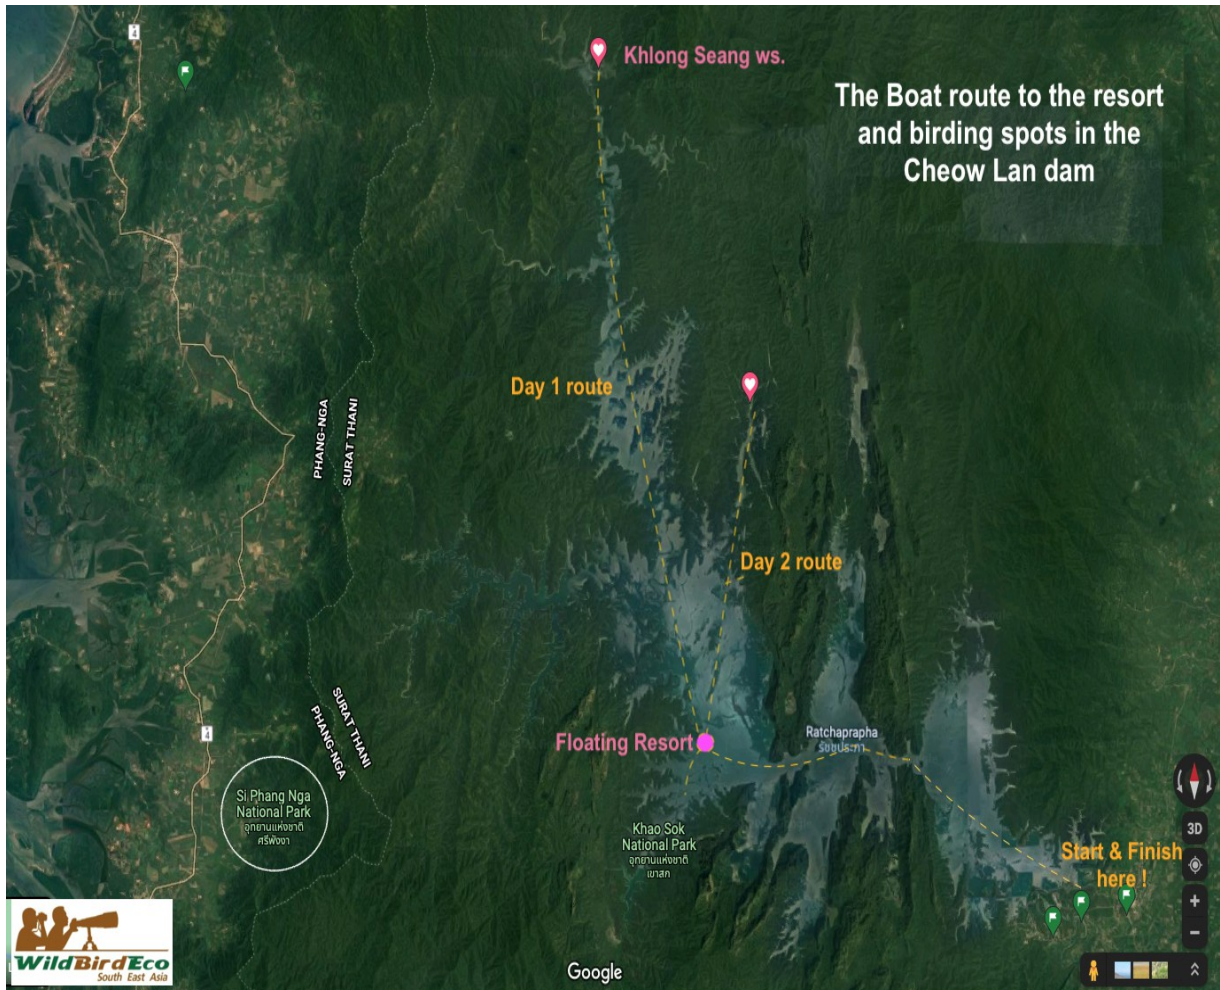 4
Khlong Seang ws.
The Boat route to the resort
and birding spots in the
Cheow Lan dam
Day 1 route
PHANG-NGA
SURAT THANI
Day 2 route
SURAT THANI
PHANG-NGA
4
Floating Resort
Ratchaprapha
รัชชประภา
Si Phang Nga
National Park
อุทยานแห่งชาติ
ศรีพังงา
Khao Sok
National Park
อุทยานแห่งชาติ
เขาสก
3D
Start & Finish
here !
+
−
WildBirdEco
South East Asia
Google